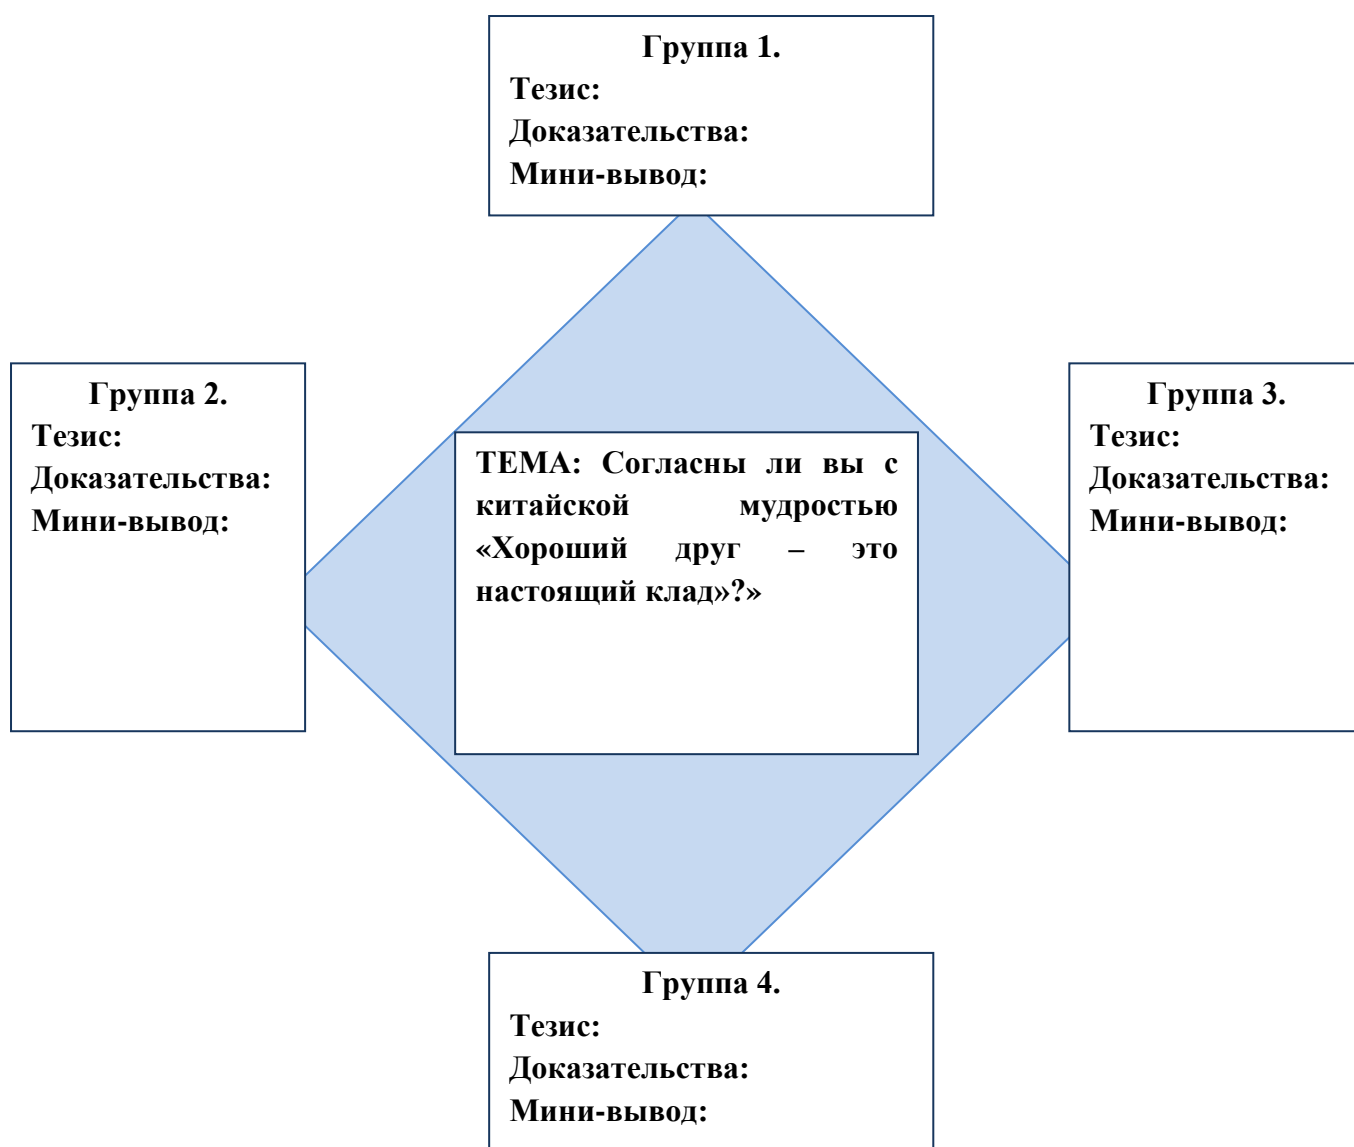 Группа 1.
Тезис:
Доказательства:
Мини-вывод:
Группа 2.
Тезис:
Доказательства:
Мини-вывод:
ТЕМА: Согласны ли вы с
китайской мудростью
«Хороший друг – это
настоящий клад»?»
Группа 3.
Тезис:
Доказательства:
Мини-вывод:
Группа 4.
Тезис:
Доказательства:
Мини-вывод: